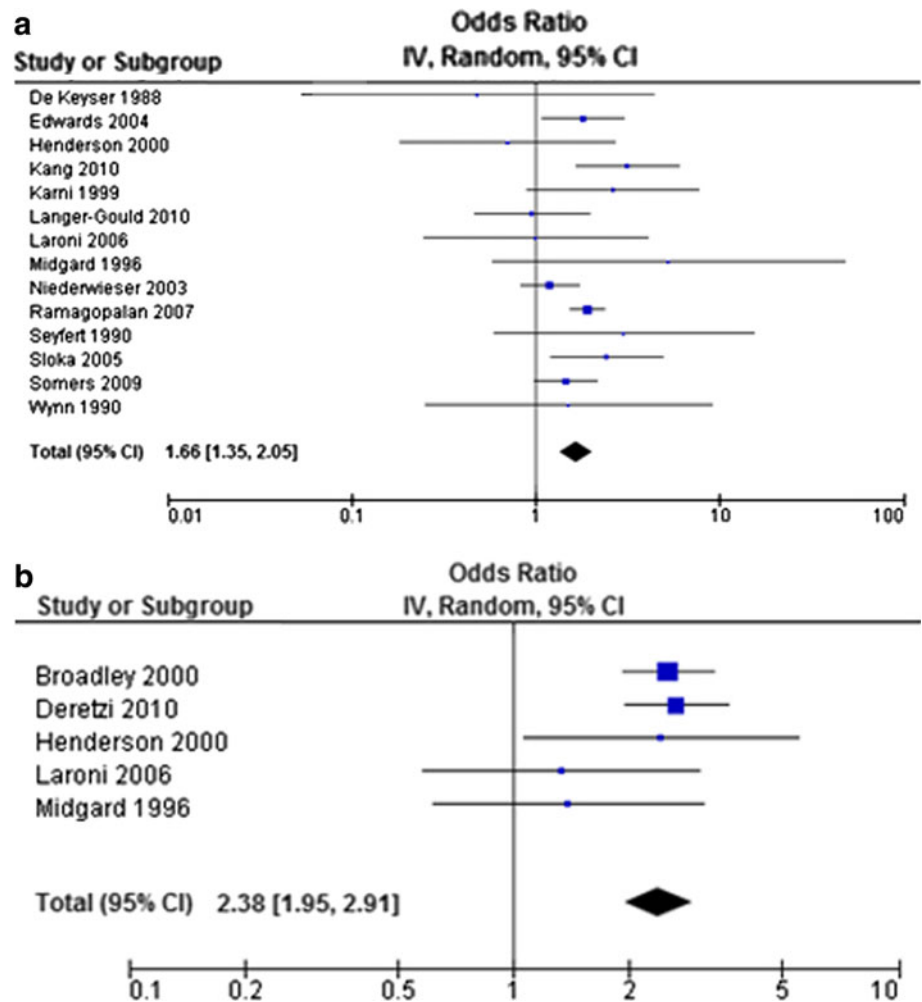 a
Odds Ratio
Study or Subgroup IV, Random, 95% CI
De Keyser 1988
Edwards 2004
Henderson 2000
Kang 2010
Karni 1999
Langer-Gould 2010
Laroni 2006
Midgard 1996
Niederwieser 2003
Ramagopalan 2007
Seyfert 1990
Sloka 2005
Somers 2009
Wynn 1990
Total (95% CI) 1.66 [1.35, 2.05]
0.01 0.1 1 10 100
b
Odds Ratio
Study or Subgroup IV, Random, 95% CI
Broadley 2000
Deretzi 2010
Henderson 2000
Laroni 2006
Midgard 1996
Total (95% CI) 2.38 [1.95, 2.91]
0.1 0.2 0.5 1 2 5 10